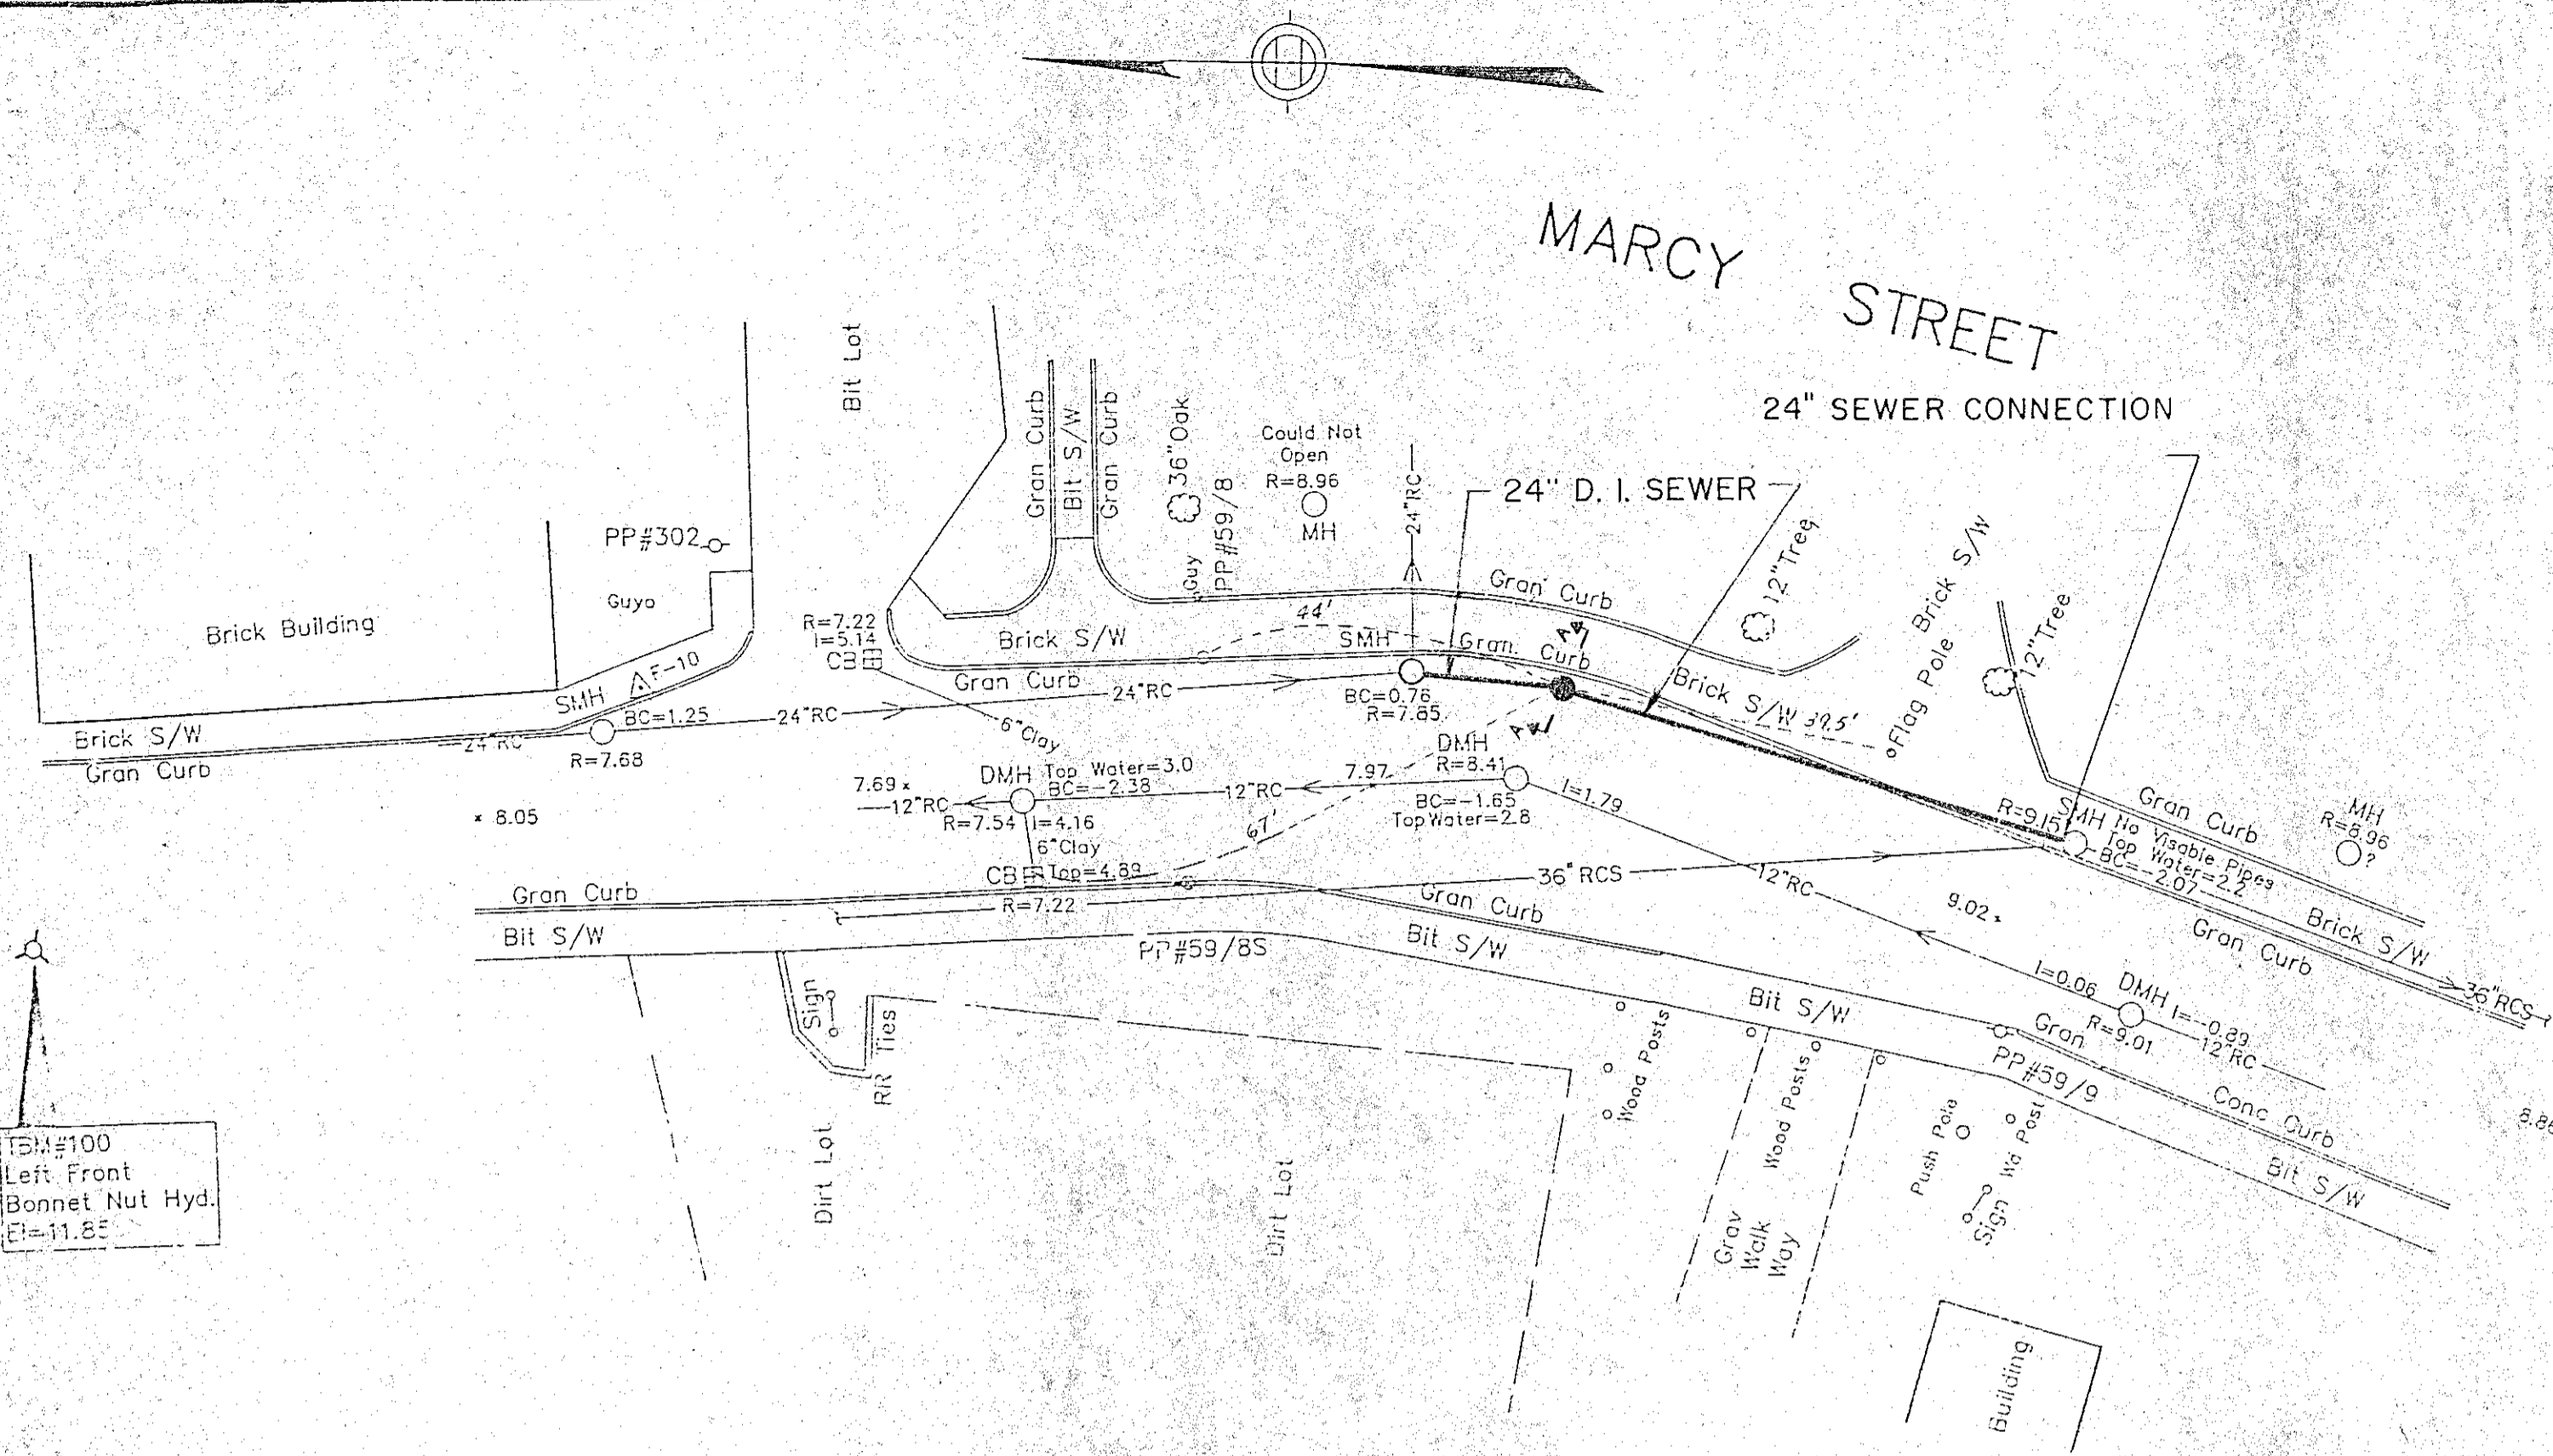 MARCY STREET
24" SEWER CONNECTION
24" D. I. SEWER
Bit Lot
Gran Curb
Bit S/W
Gran Curb
36" Oak
PP#59/8
Guy
Could Not
Open
R=8.96
MH
24"RC
12"Tree
Flag Pole
Brick S/W
12"Tree
PP#302
Guyo
Brick Building
R=7.22
I=5.14
CB
Brick S/W
44'
SMH
Gran Curb
Gran Curb
Gran Curb
24"RC
BC=0.76
R=7.85
Brick S/W
39.5'
SMH
F-10
BC=1.25
24"RC
24"RC
R=7.68
Brick S/W
Gran Curb
6"Clay
DMH
Top Water=3.0
BC=-2.38
7.69
12"RC
R=7.54
I=4.16
6"Clay
12"RC
7.97
DMH
R=8.41
BC=-1.65
Top Water=2.8
I=1.79
67'
8.05
CB
Top=4.89
R=7.22
36" RCS
12"RC
R=9.15
SMH No Visable Pipes
Top Water=2.2
BC=-2.07
Gran Curb
MH
R=8.96
?
Brick S/W
Gran Curb
36"RCS
9.02
I=0.06
DMH
I=-0.89
R=9.01
12"RC
Gran Curb
Bit S/W
PP#59/8S
Gran Curb
Bit S/W
Bit S/W
Gran
PP#59/9
Conc Curb
Bit S/W
Sign
RR Ties
Dirt Lot
Dirt Lot
Wood Posts
Wood Posts
Grav
Walk
Way
Push Pole
Wd Post
Sign
Building
TBM#100
Left Front
Bonnet Nut Hyd.
El=11.85